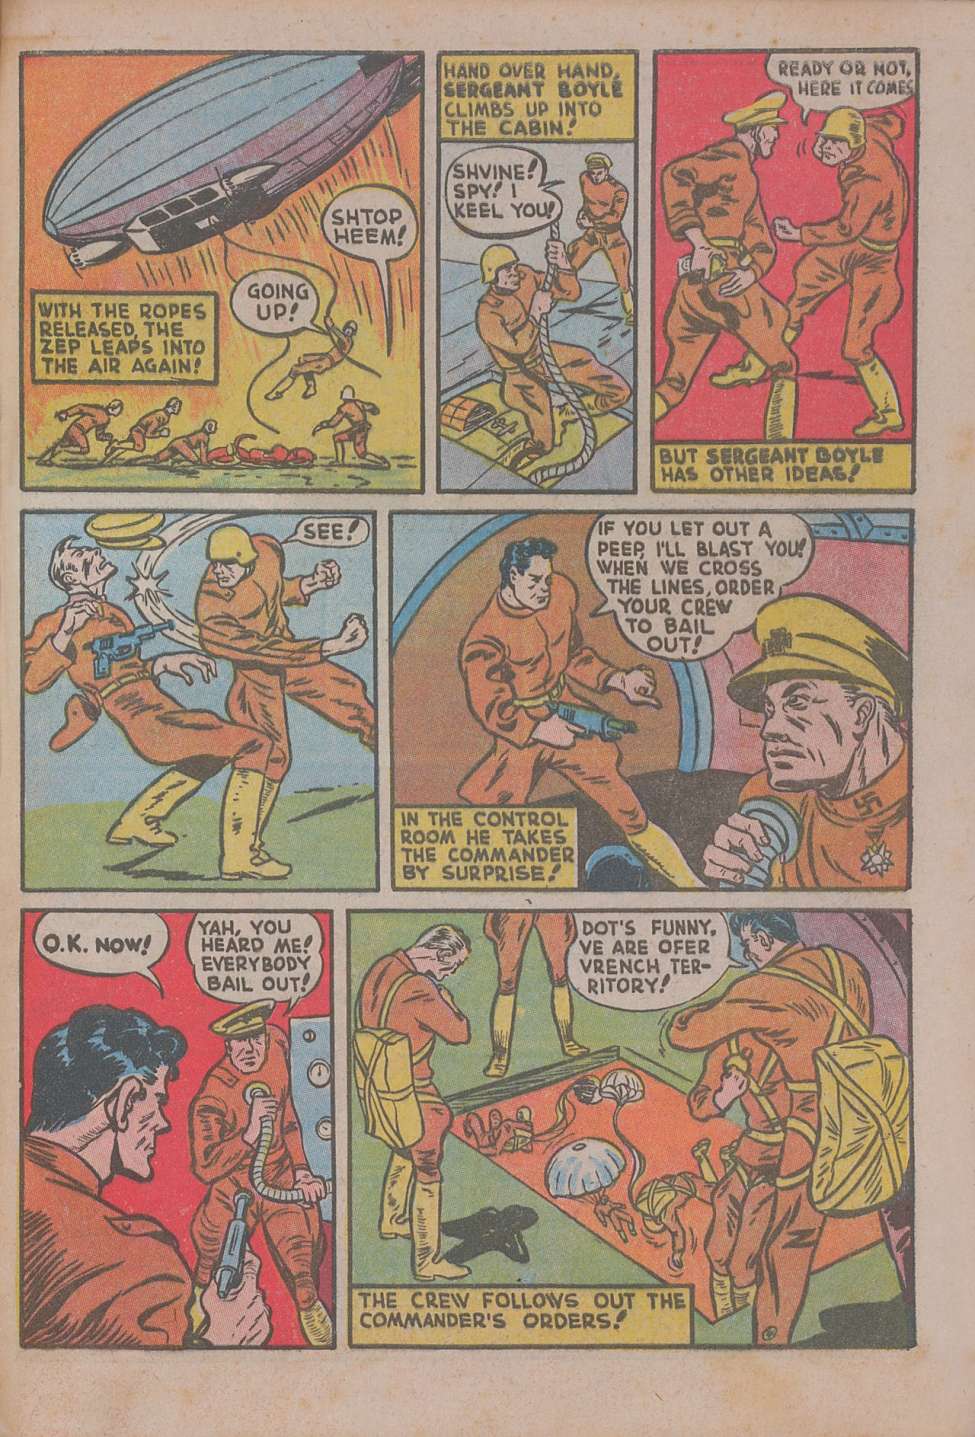 WITH THE ROPES
RELEASED, THE
ZEP LEAPS INTO
THE AIR AGAIN!
GOING
UP!
SHTOP
HEEM!
HAND OVER HAND,
SERGEANT BOYLE
CLIMBS UP INTO
THE CABIN!
SHVINE!
SPY! I
KEEL YOU!
READY OR NOT,
HERE IT COMES
BUT SERGEANT BOYLE
HAS OTHER IDEAS!
SEE!
IF YOU LET OUT A
PEEP, I'LL BLAST YOU!
WHEN WE CROSS
THE LINES, ORDER
YOUR CREW
TO BAIL
OUT!
IN THE CONTROL
ROOM HE TAKES
THE COMMANDER
BY SURPRISE!
O.K. NOW!
YAH, YOU
HEARD ME!
EVERYBODY
BAIL OUT!
DOT'S FUNNY.
VE ARE OFER
VRENCH TER-
RITORY!
THE CREW FOLLOWS OUT THE
COMMANDER'S ORDERS!